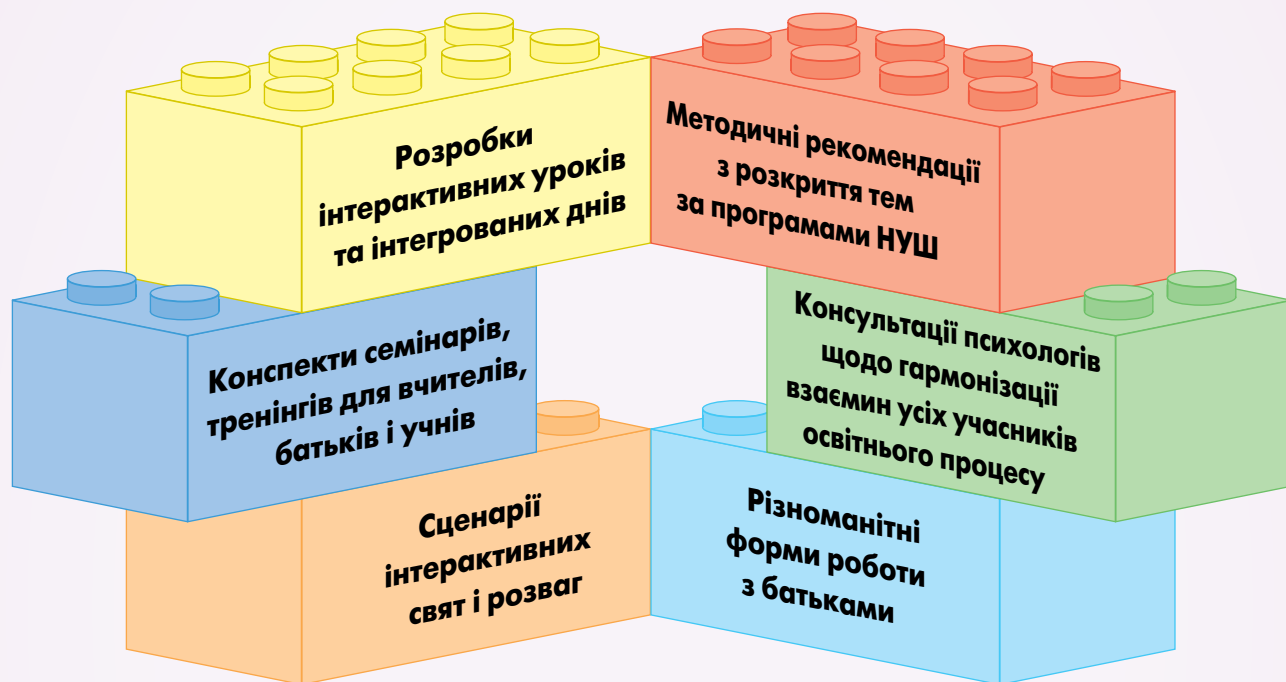 Розробки
інтерактивних уроків
та інтегрованих днів
Методичні рекомендації
з розкриття тем
за програмами НУШ
Конспекти семінарів,
тренінгів для вчителів,
батьків і учнів
Консультації психологів
щодо гармонізації
взаємин усіх учасників
освітнього процесу
Сценарії
інтерактивних
свят і розваг
Різноманітні
форми роботи
з батьками